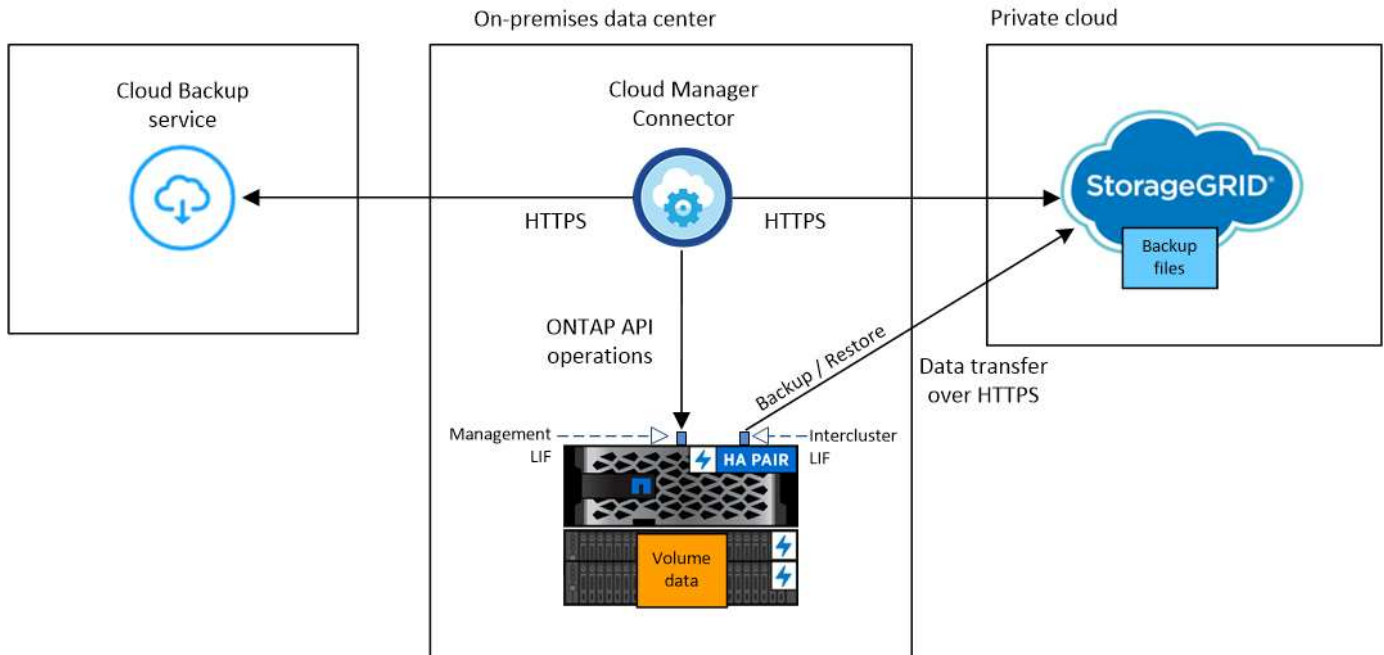 On-premises data center
Private cloud
Cloud Backup
service
Cloud Manager
Connector
StorageGRID®
Backup
files
HTTPS
HTTPS
ONTAP API
operations
Backup / Restore
Data transfer
over HTTPS
Management
LIF
Intercluster
LIF
HA PAIR
Volume
data